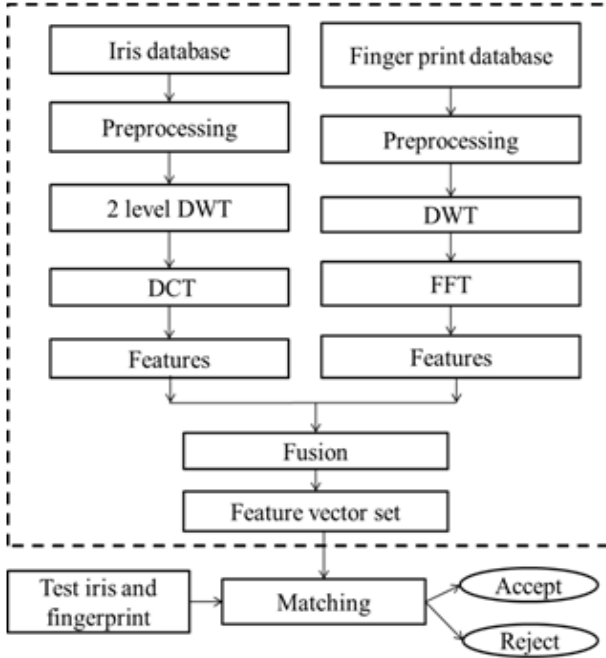 Iris database
Finger print database
Preprocessing
Preprocessing
2 level DWT
DWT
DCT
FFT
Features
Features
Fusion
Feature vector set
Test iris and
fingerprint
Matching
Accept
Reject